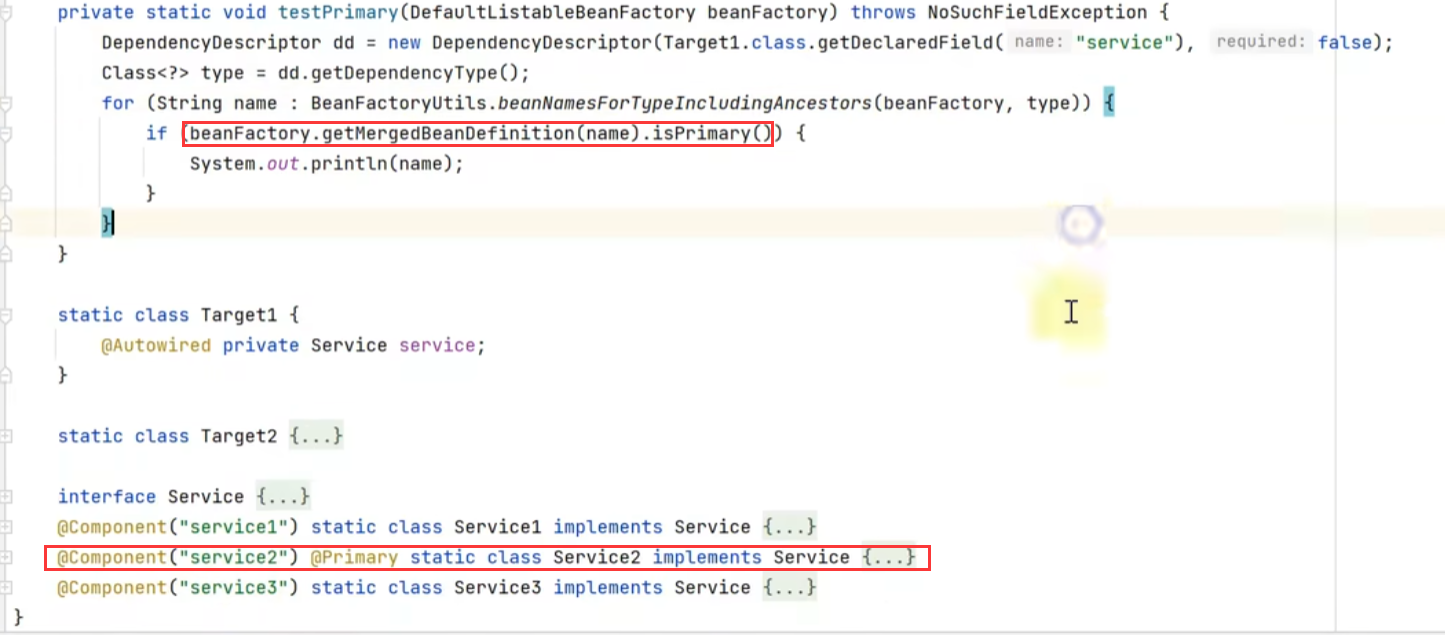 private static void testPrimary(DefaultListableBeanFactory beanFactory) throws NoSuchFieldException {
    DependencyDescriptor dd = new DependencyDescriptor(Target1.class.getDeclaredField( name: "service"), required: false);
    Class<?> type = dd.getDependencyType();
    for (String name : BeanFactoryUtils.beanNamesForTypeIncludingAncestors(beanFactory, type)) {
        if (beanFactory.getMergedBeanDefinition(name).isPrimary()) {
            System.out.println(name);
        }
    }
}
static class Target1 {
    @Autowired private Service service;
}
static class Target2 {...}
interface Service {...}
@Component("service1") static class Service1 implements Service {...}
@Component("service2") @Primary static class Service2 implements Service {...}
@Component("service3") static class Service3 implements Service {...}
}